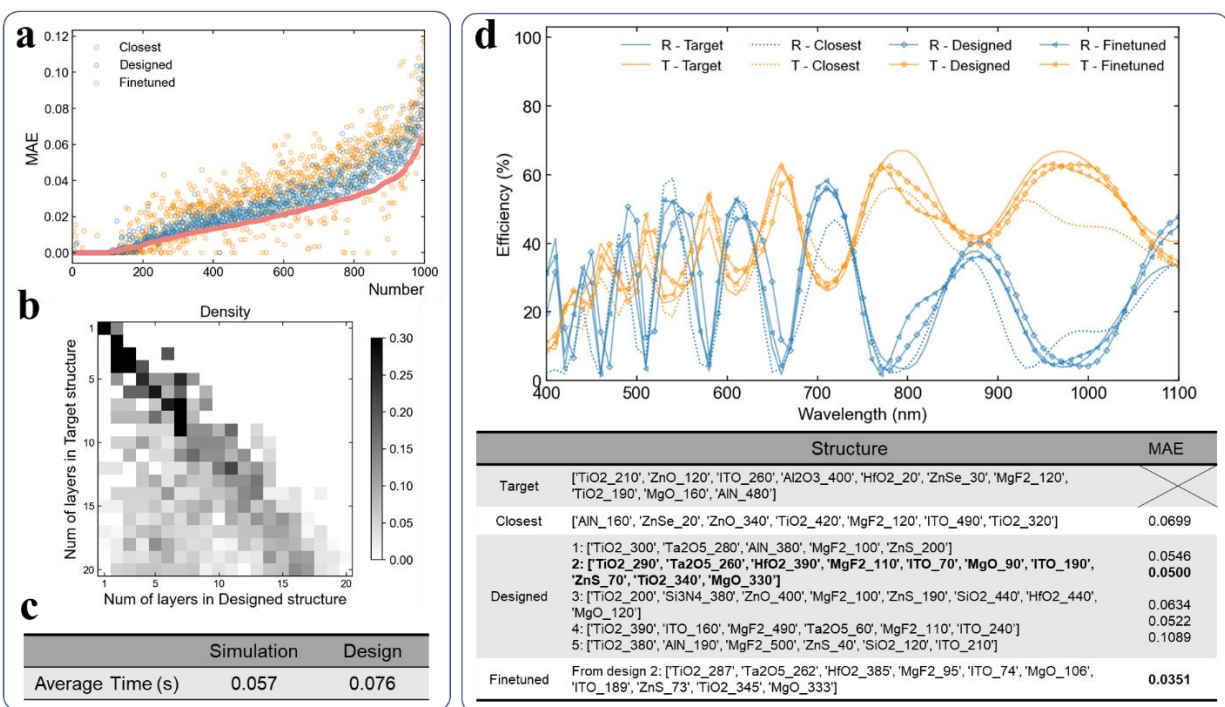 a
0.12
0.10
0.08
0.06
0.04
0.02
0.00
MAE
Closest
Designed
Finetuned
0
200
400
600
800
1000
Number
b
Density
1
5
10
15
20
Num of layers in Target structure
1
5
10
15
20
Num of layers in Designed structure
0.30
0.25
0.20
0.15
0.10
0.05
0.00
c
Simulation Design
Average Time (s) 0.057 0.076
d
100
80
60
40
20
0
Efficiency (%)
R - Target R - Closest R - Designed R - Finetuned
T - Target T - Closest T - Designed T - Finetuned
400 500 600 700 800 900 1000 1100
Wavelength (nm)
Structure MAE
Target
['TiO2_210', 'ZnO_120', 'ITO_260', 'Al2O3_400', 'HfO2_20', 'ZnSe_30', 'MgF2_120',
'TiO2_190', 'MgO_160', 'AlN_480']
Closest ['AlN_160', 'ZnSe_20', 'ZnO_340', 'TiO2_420', 'MgF2_120', 'ITO_490', 'TiO2_320'] 0.0699
Designed
1: ['TiO2_300', 'Ta2O5_280', 'AlN_380', 'MgF2_100', 'ZnS_200'] 0.0546
2: ['TiO2_290', 'Ta2O5_260', 'HfO2_390', 'MgF2_110', 'ITO_70', 'MgO_90', 'ITO_190', 0.0500
'ZnS_70', 'TiO2_340', 'MgO_330']
3: ['TiO2_200', 'Si3N4_380', 'ZnO_400', 'MgF2_100', 'ZnS_190', 'SiO2_440', 'HfO2_440', 0.0634
'MgO_120']
4: ['TiO2_390', 'ITO_160', 'MgF2_490', 'Ta2O5_60', 'MgF2_110', 'ITO_240'] 0.0522
5: ['TiO2_380', 'AlN_190', 'MgF2_500', 'ZnS_40', 'SiO2_120', 'ITO_210'] 0.1089
Finetuned
From design 2: ['TiO2_287', 'Ta2O5_262', 'HfO2_385', 'MgF2_95', 'ITO_74', 'MgO_106', 0.0351
'ITO_189', 'ZnS_73', 'TiO2_345', 'MgO_333']